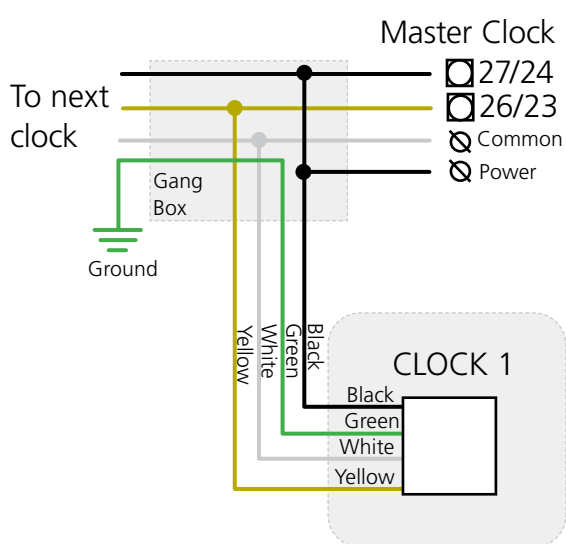 Master Clock
27/24
To next
clock
26/23
Common
Power
Gang
Box
Ground
Yellow
White
Green
Black
CLOCK 1
Black
Green
White
Yellow